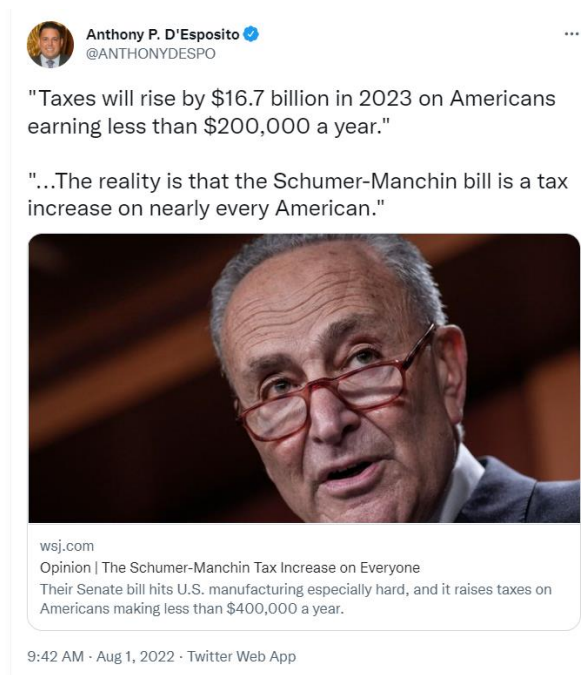 Anthony P. D'Esposito
@ANTHONYDESPO
"Taxes will rise by $16.7 billion in 2023 on Americans
earning less than $200,000 a year."
"...The reality is that the Schumer-Manchin bill is a tax
increase on nearly every American."
wsj.com
Opinion | The Schumer-Manchin Tax Increase on Everyone
Their Senate bill hits U.S. manufacturing especially hard, and it raises taxes on
Americans making less than $400,000 a year.
9:42 AM · Aug 1, 2022 · Twitter Web App